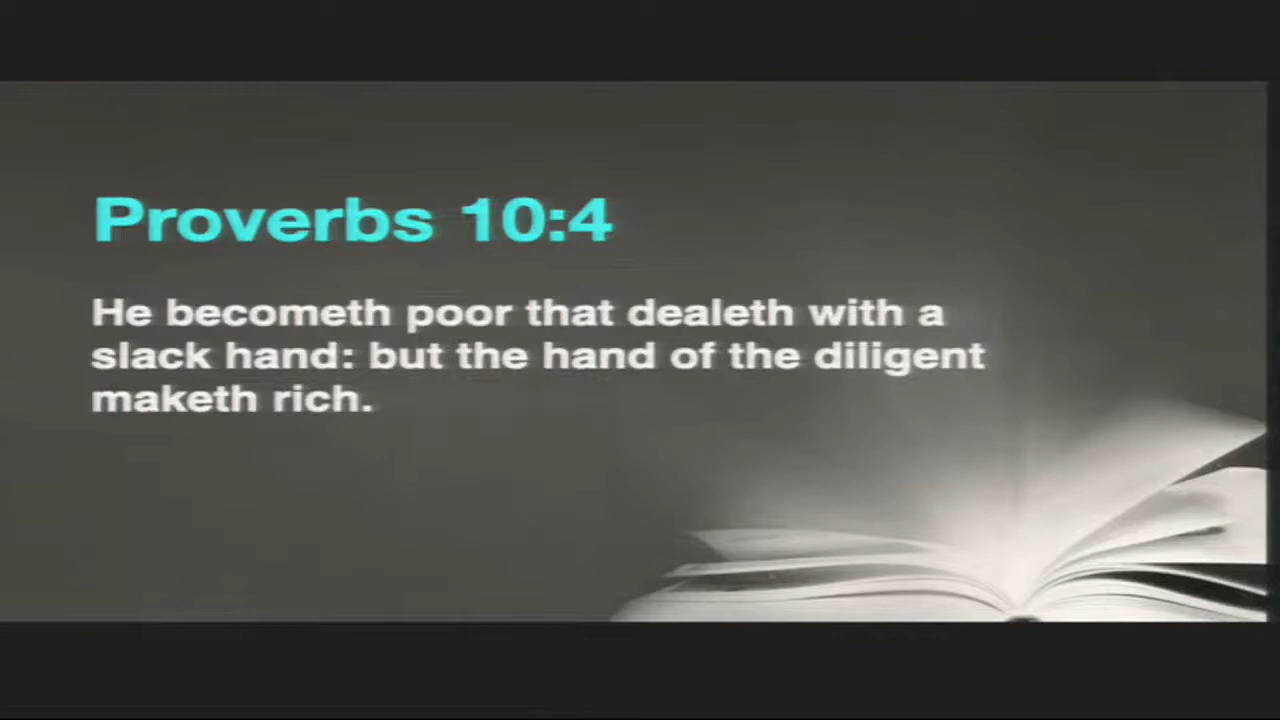 Proverbs 10:4
He becometh poor that dealeth with a
slack hand: but the hand of the diligent
maketh rich.